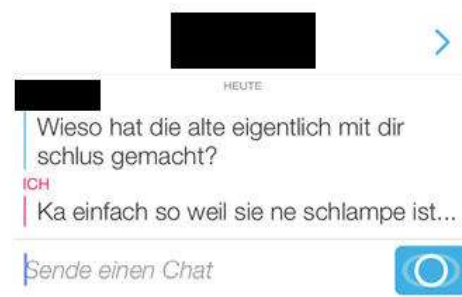 HEUTE
Wieso hat die alte eigentlich mit dir
schlus gemacht?
ICH
Ka einfach so weil sie ne schlampe ist...
Sende einen Chat